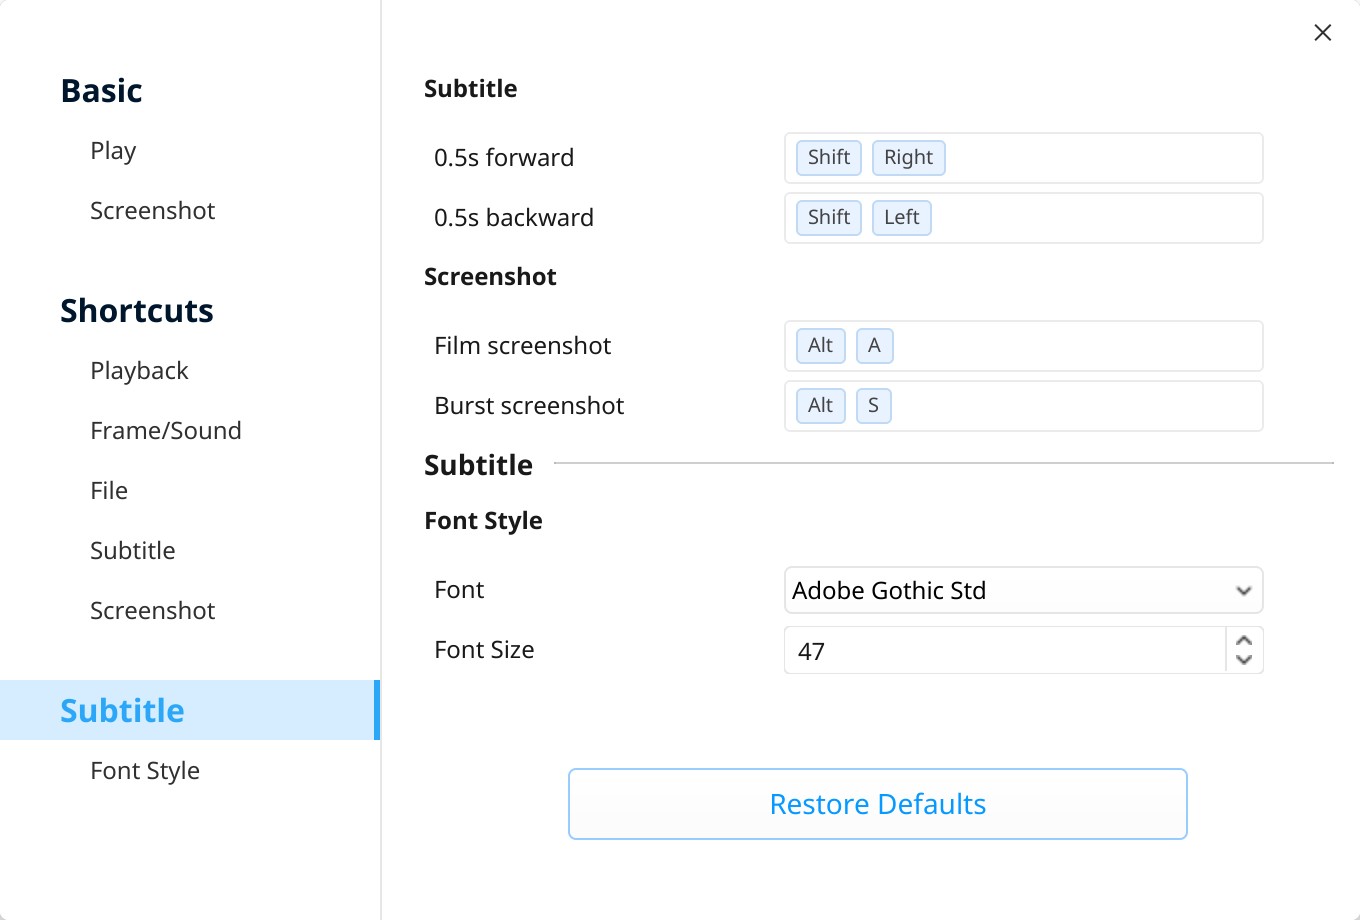 Basic
Play
Screenshot
Shortcuts
Playback
Frame/Sound
File
Subtitle
Screenshot
Subtitle
Font Style
Subtitle
0.5s forward Shift Right
0.5s backward Shift Left
Screenshot
Film screenshot Alt A
Burst screenshot Alt S
Subtitle
Font Style
Font Adobe Gothic Std
Font Size 47
Restore Defaults